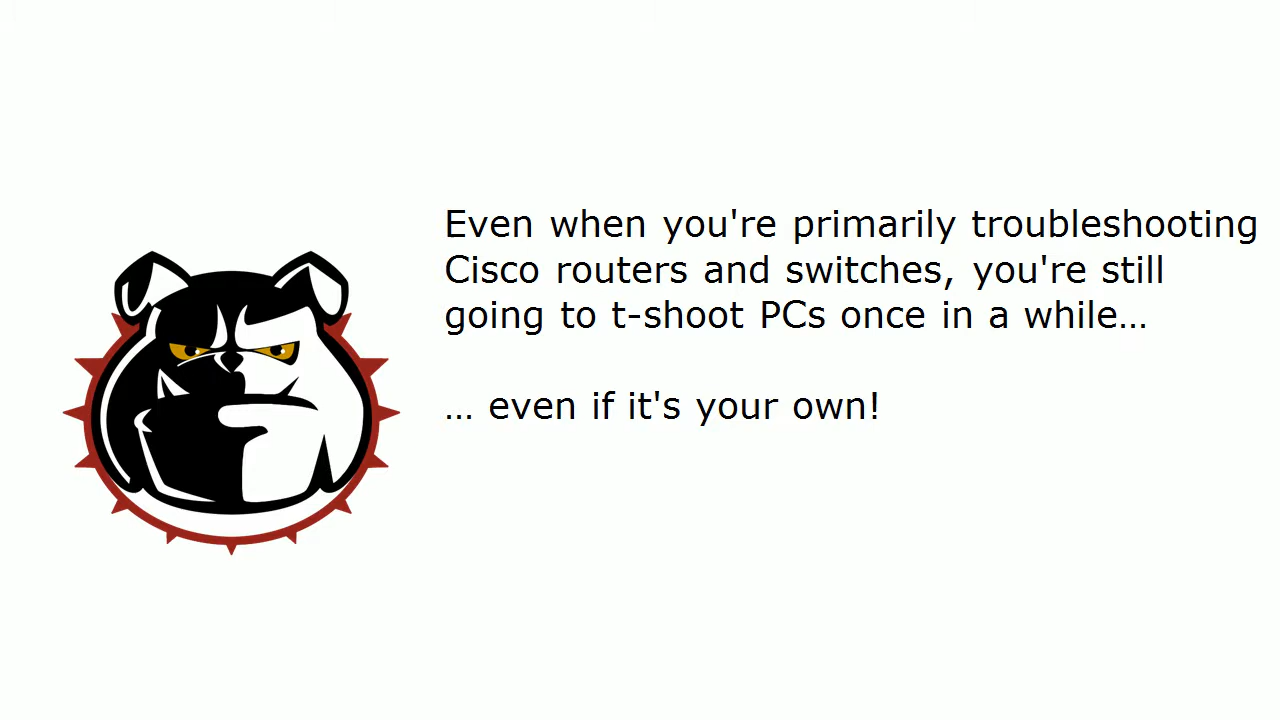 Even when you're primarily troubleshooting
Cisco routers and switches, you're still
going to t-shoot PCs once in a while…
… even if it's your own!